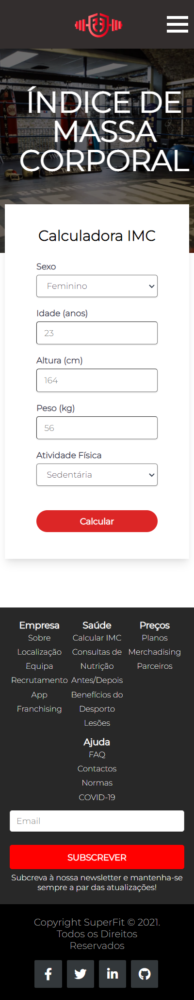 ÍNDICE DE
MASSA
CORPORAL
Calculadora IMC
Sexo
Feminino
Idade (anos)
23
Altura (cm)
164
Peso (kg)
56
Atividade Física
Sedentária
Calcular
Empresa
Sobre
Localização
Equipa
Recrutamento
App
Franchising
Saúde
Calcular IMC
Consultas de
Nutrição
Antes/Depois
Benefícios do
Desporto
Lesões
Preços
Planos
Merchadising
Parceiros
Ajuda
FAQ
Contactos
Normas
COVID-19
Email
SUBSCREVER
Subcreva à nossa newsletter e mantenha-se
sempre a par das atualizações!
Copyright SuperFit © 2021.
Todos os Direitos
Reservados